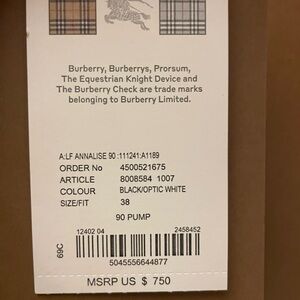 Burberry, Burberrys, Prorsum,
The Equestrian Knight Device and
The Burberry Check are trade marks
belonging to Burberry Limited.
A:LF ANNALISE 90 :111241:A1189
ORDER No 4500521675
ARTICLE 8008584 1007
COLOUR BLACK/OPTIC WHITE
SIZE/FIT 38
90 PUMP
12402 04 2458452
69C
5045556644877
MSRP US $ 750